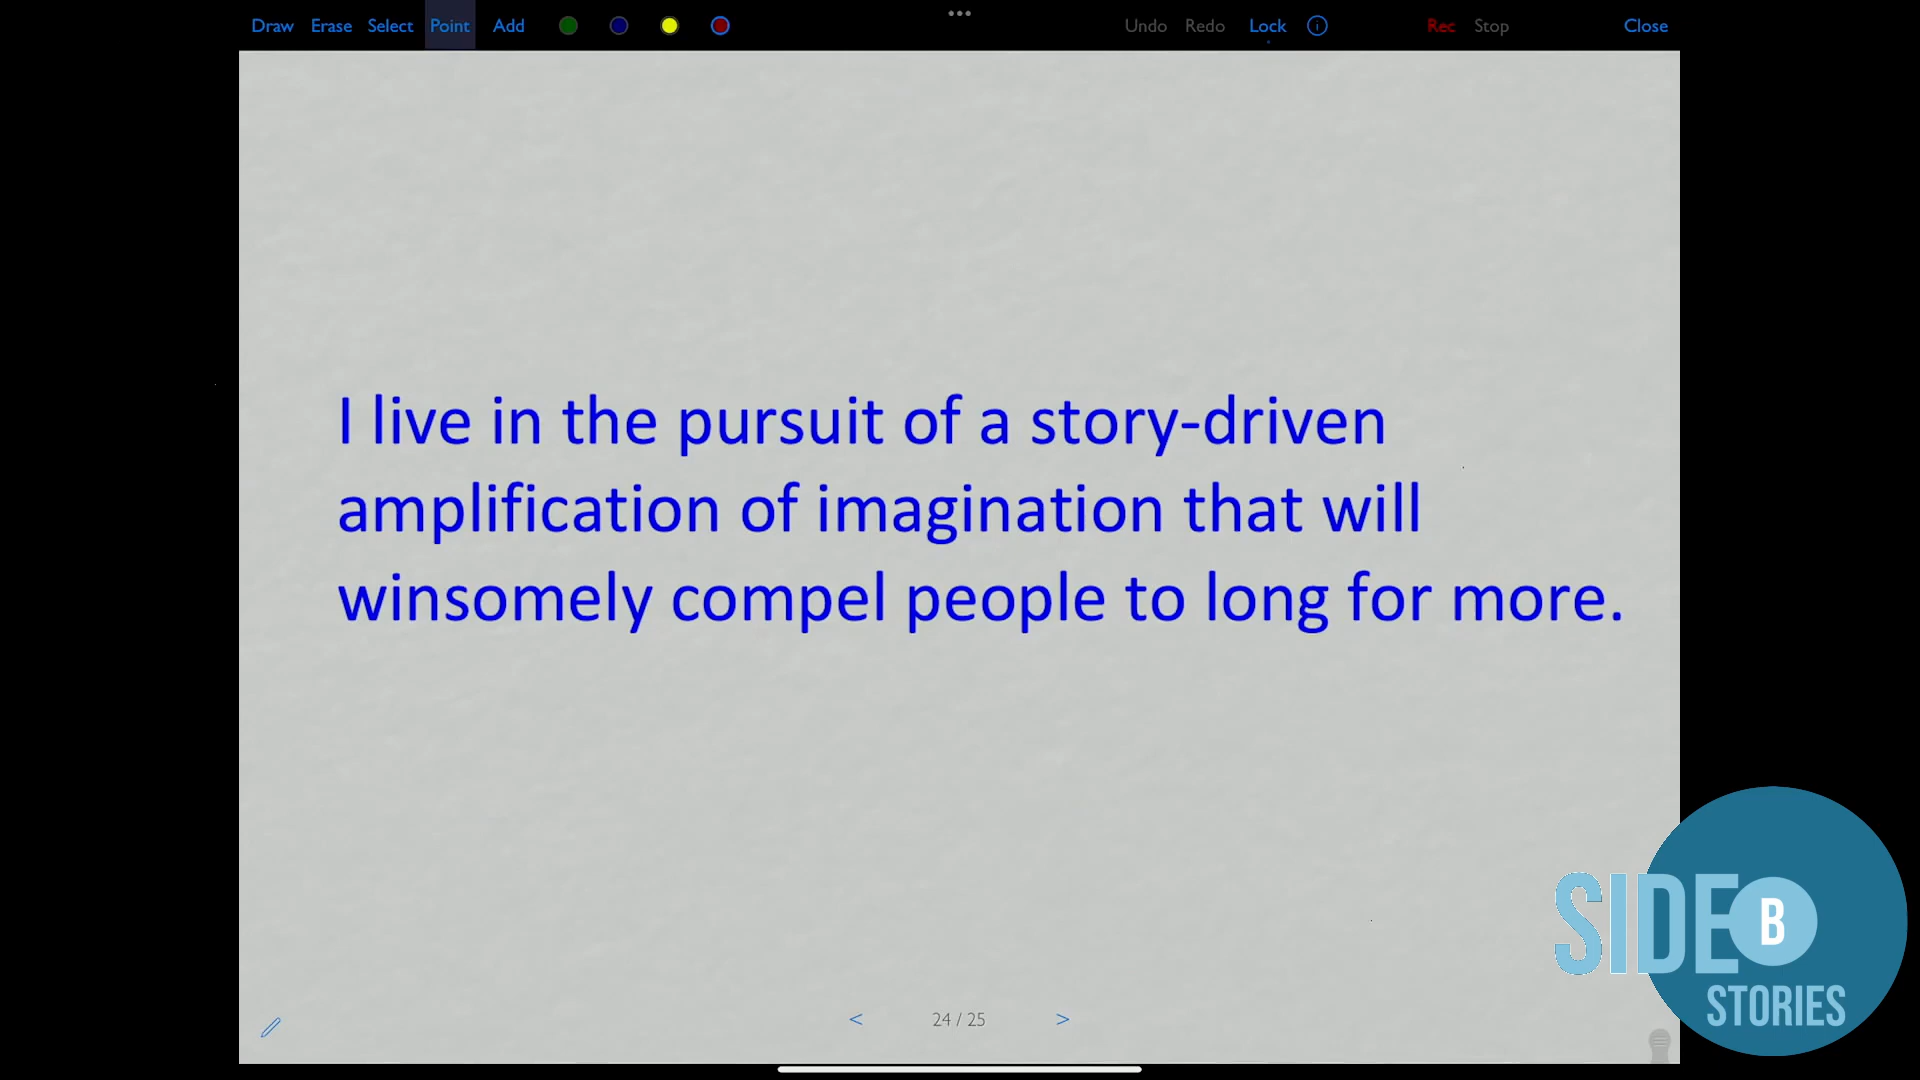 Draw Erase Select Point Add Undo Redo Lock Rec Stop Close
I live in the pursuit of a story-driven
amplification of imagination that will
winsomely compel people to long for more.
SIDE B
STORIES
< 24 / 25 >